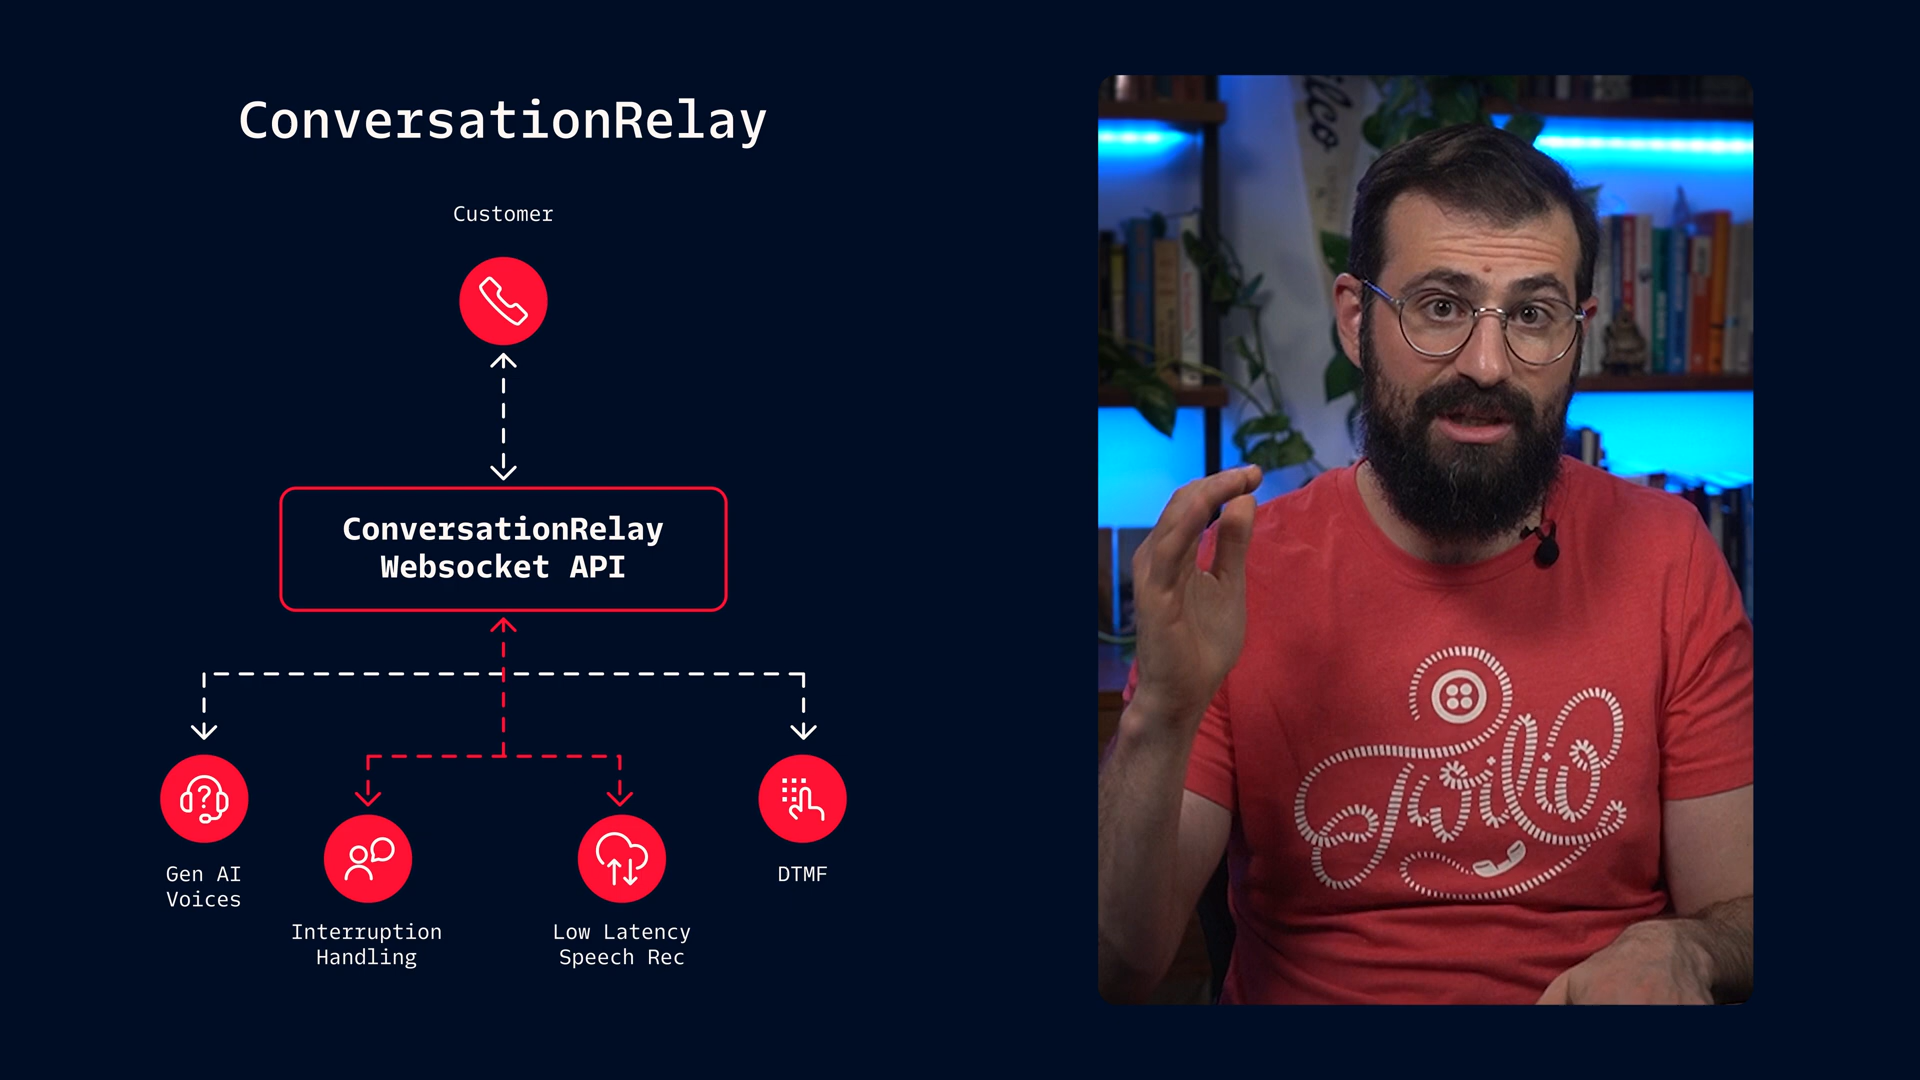 ConversationRelay
Customer
ConversationRelay
Websocket API
Gen AI
Voices
Interruption
Handling
Low Latency
Speech Rec
DTMF
Twilio